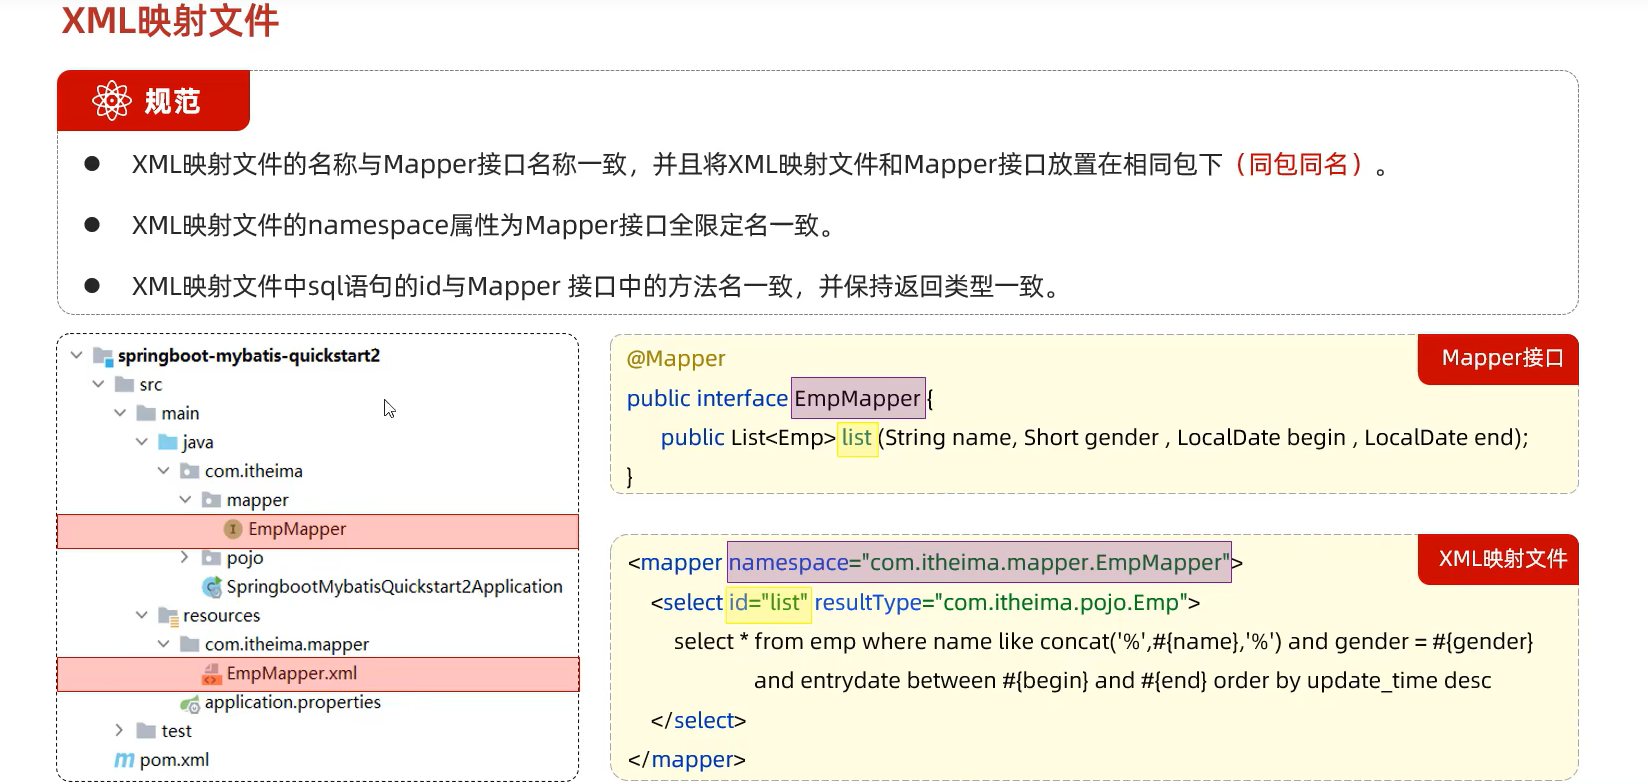 XML映射文件
规范
XML映射文件的名称与Mapper接口名称一致，并且将XML映射文件和Mapper接口放置在相同包下（同包同名）。
XML映射文件的namespace属性为Mapper接口全限定名一致。
XML映射文件中sql语句的id与Mapper 接口中的方法名一致，并保持返回类型一致。
springboot-mybatis-quickstart2
src
main
java
com.itheima
mapper
EmpMapper
pojo
SpringbootMybatisQuickstart2Application
resources
com.itheima.mapper
EmpMapper.xml
application.properties
test
pom.xml
Mapper接口
@Mapper
public interface EmpMapper {
public List<Emp> list (String name, Short gender , LocalDate begin , LocalDate end);
}
XML映射文件
<mapper namespace="com.itheima.mapper.EmpMapper">
<select id="list" resultType="com.itheima.pojo.Emp">
select * from emp where name like concat('%',#{name},'%') and gender = #{gender}
and entrydate between #{begin} and #{end} order by update_time desc
</select>
</mapper>